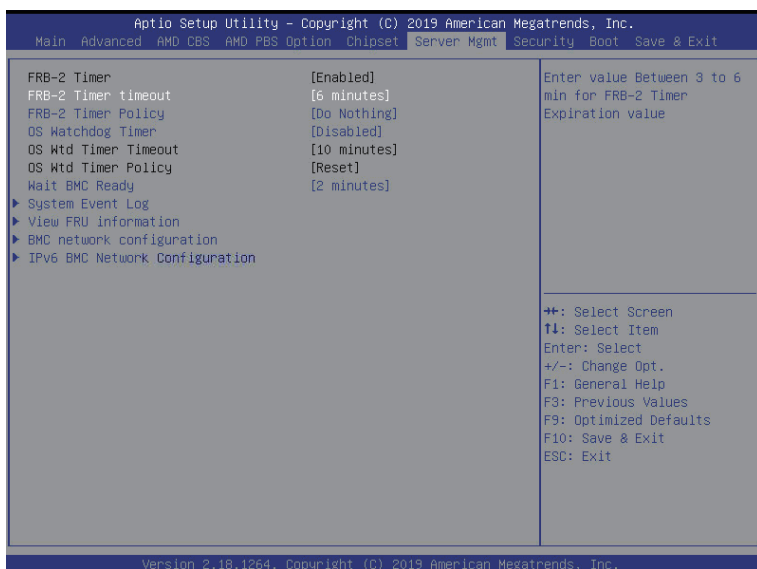 Aptio Setup Utility – Copyright (C) 2019 American Megatrends, Inc.
Main Advanced AMD CBS AMD PBS Option Chipset Server Mgmt Security Boot Save & Exit
FRB-2 Timer [Enabled]
FRB-2 Timer timeout [6 minutes]
FRB-2 Timer Policy [Do Nothing]
OS Watchdog Timer [Disabled]
OS Wtd Timer Timeout [10 minutes]
OS Wtd Timer Policy [Reset]
Wait BMC Ready [2 minutes]
System Event Log
View FRU information
BMC network configuration
IPv6 BMC Network Configuration
Enter value Between 3 to 6
min for FRB-2 Timer
Expiration value
→←: Select Screen
↑↓: Select Item
Enter: Select
+/-: Change Opt.
F1: General Help
F3: Previous Values
F9: Optimized Defaults
F10: Save & Exit
ESC: Exit
Version 2.18.1264. Copyright (C) 2019 American Megatrends, Inc.